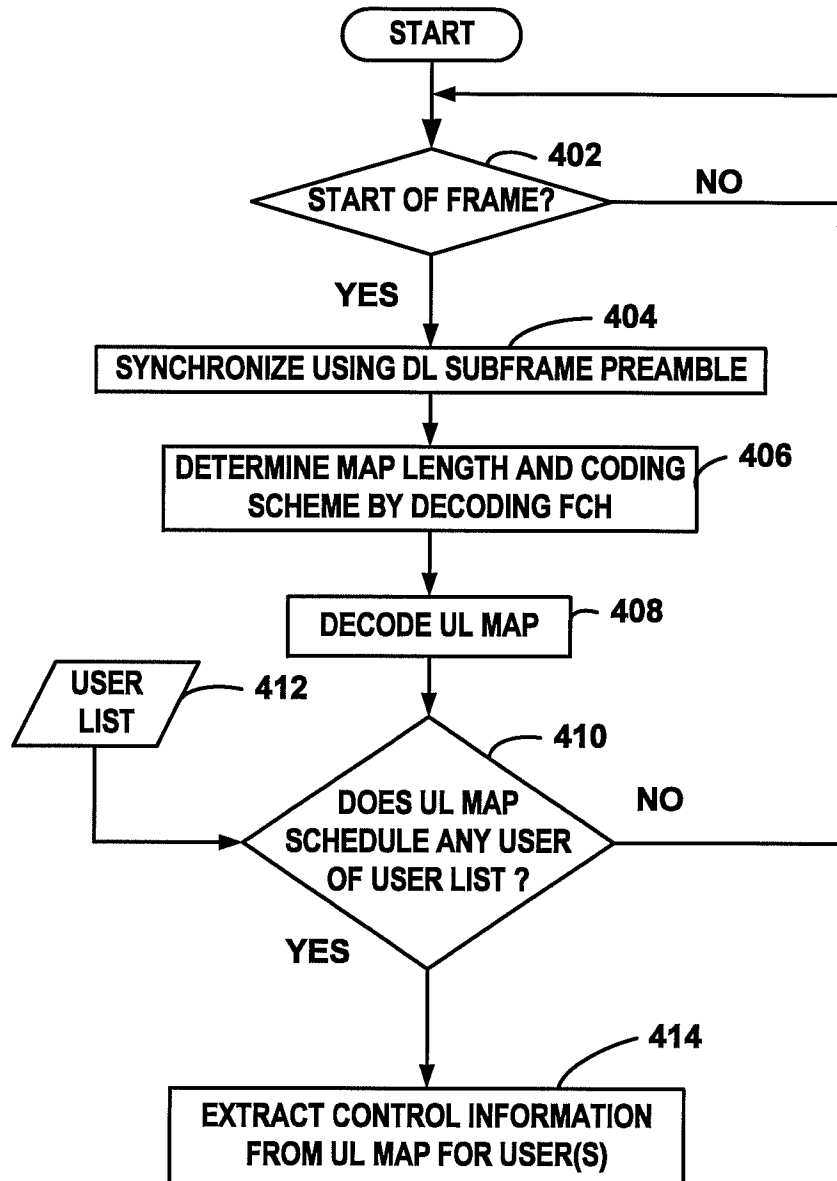 START
402
START OF FRAME?
NO
YES
404
SYNCHRONIZE USING DL SUBFRAME PREAMBLE
DETERMINE MAP LENGTH AND CODING
SCHEME BY DECODING FCH
406
DECODE UL MAP
408
USER
LIST
412
410
DOES UL MAP
SCHEDULE ANY USER
OF USER LIST ?
NO
YES
414
EXTRACT CONTROL INFORMATION
FROM UL MAP FOR USER(S)